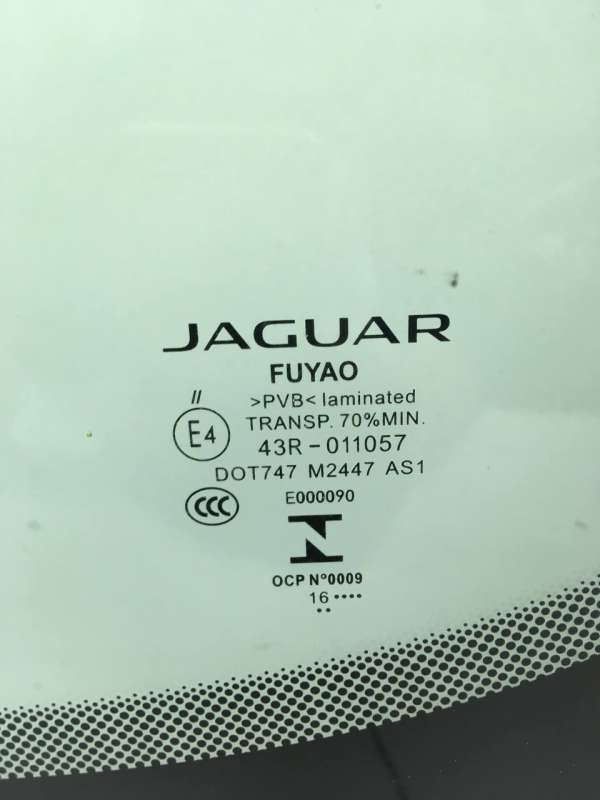 JAGUAR
FUYAO
II
>PVB< laminated
TRANSP. 70%MIN.
E4
43R-011057
DOT747 M2447 AS1
E000090
CCC
OCP Nº0009
16 ····
··